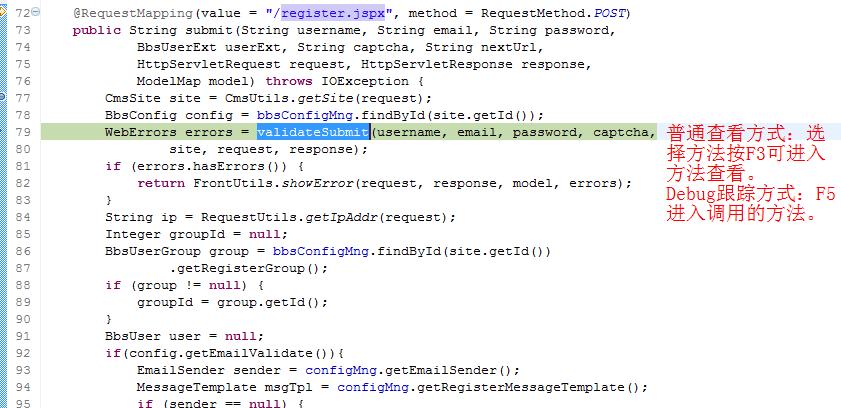 72 @RequestMapping(value = "/register.jspx", method = RequestMethod.POST)
73 public String submit(String username, String email, String password,
74 BbsUserExt userExt, String captcha, String nextUrl,
75 HttpServletRequest request, HttpServletResponse response,
76 ModelMap model) throws IOException {
77 CmsSite site = CmsUtils.getSite(request);
78 BbsConfig config = bbsConfigMng.findById(site.getId());
79 WebErrors errors = validateSubmit(username, email, password, captcha,
80 site, request, response);
81 if (errors.hasErrors()) {
82 return FrontUtils.showError(request, response, model, errors);
83 }
84 String ip = RequestUtils.getIpAddr(request);
85 Integer groupId = null;
86 BbsUserGroup group = bbsConfigMng.findById(site.getId())
87 .getRegisterGroup();
88 if (group != null) {
89 groupId = group.getId();
90 }
91 BbsUser user = null;
92 if(config.getEmailValidate()){
93 EmailSender sender = configMng.getEmailSender();
94 MessageTemplate msgTpl = configMng.getRegisterMessageTemplate();
95 if (sender == null) {
普通查看方式：选
择方法按F3可进入
方法查看。
Debug跟踪方式：F5
进入调用的方法。